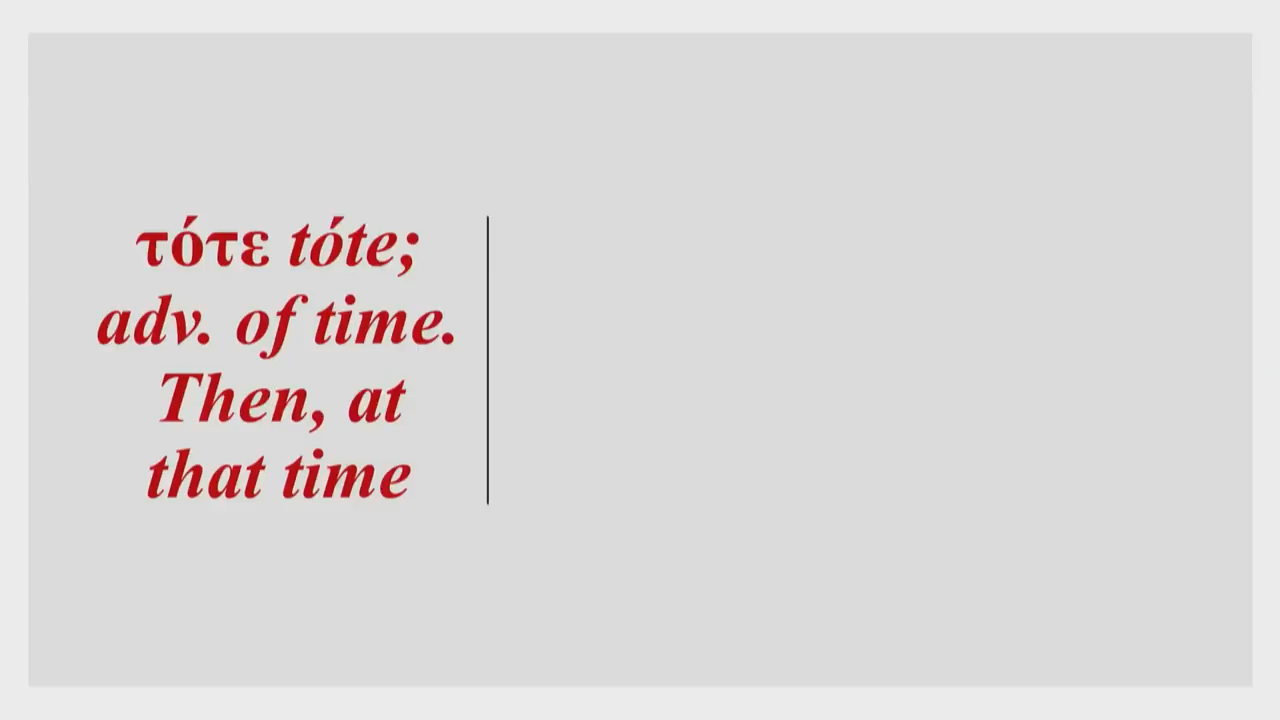 τότε tóte;
adv. of time.
Then, at
that time